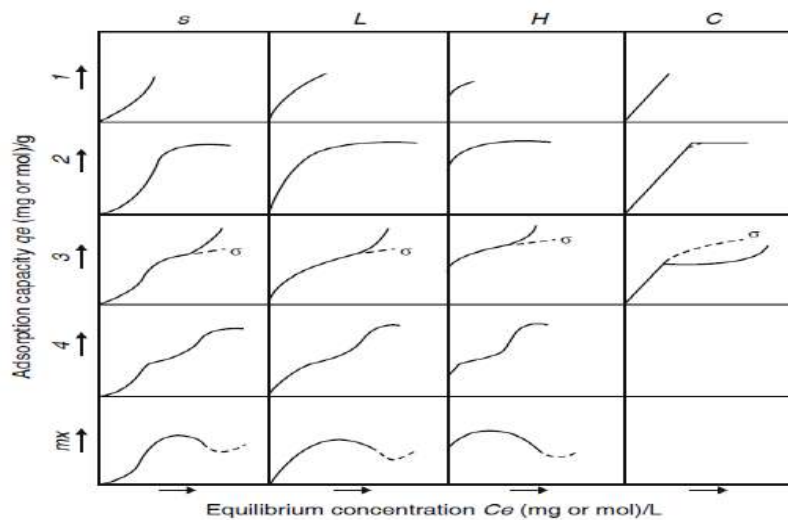 s L H C
Adsorption capacity qe (mg or mol)/g
1
2
3
σ σ σ σ
4
mx
Equilibrium concentration Ce (mg or mol)/L